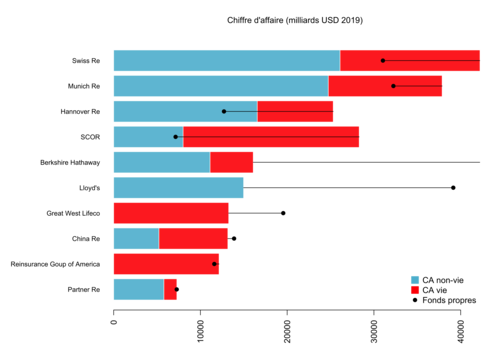 Chiffre d'affaire (milliards USD 2019)
Swiss Re
Munich Re
Hannover Re
SCOR
Berkshire Hathaway
Lloyd's
Great West Lifeco
China Re
Reinsurance Goup of America
Partner Re
CA non-vie
CA vie
Fonds propres
0
10000
20000
30000
40000